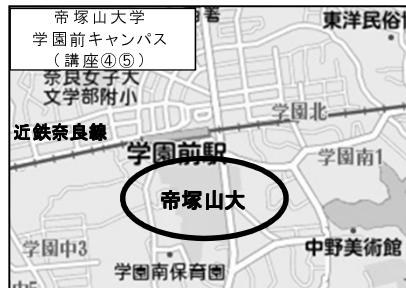 帝塚山大学
学園前キャンパス
（講座④⑤）
着
東洋民俗
奈良女子大
文学部附小
学園北
近鉄奈良線
学園前駅
学園南1
帝塚山大
学園中3
中野美術館
学園南保育園